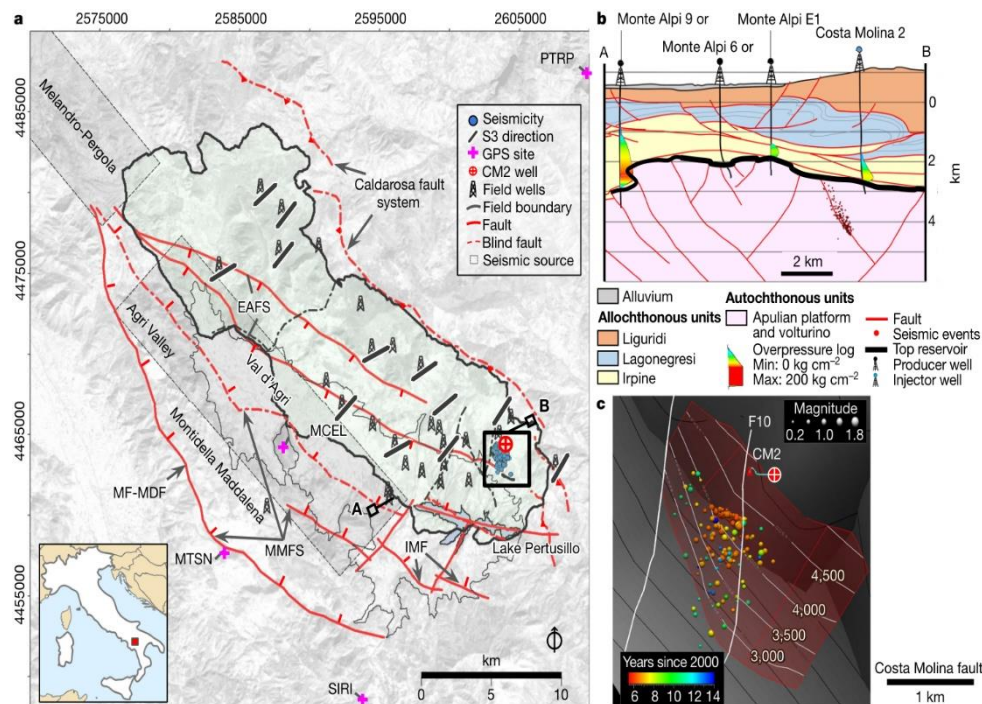 a
2575000
2585000
2595000
2605000
4485000
4475000
4465000
4455000
PTRP
Melandro-Pergola
Caldarosa fault
system
Seismicity
S3 direction
GPS site
CM2 well
Field wells
Field boundary
Fault
Blind fault
Seismic source
EAFS
Agri Valley
Val d'Agri
MCEL
Montidella Maddalena
B
A
MF-MDF
MTSN
MMFS
IMF
Lake Pertusillo
SIRI
km
0
5
10
b
Monte Alpi 9 or
Monte Alpi E1
Monte Alpi 6 or
Costa Molina 2
A
B
0
2
4
km
2 km
Alluvium
Allochthonous units
Liguridi
Lagonegresi
Irpine
Autochthonous units
Apulian platform
and volturino
Overpressure log
Min: 0 kg cm−2
Max: 200 kg cm−2
Fault
Seismic events
Top reservoir
Producer well
Injector well
c
Magnitude
0.2 1.0 1.8
F10
CM2
4,500
4,000
3,500
3,000
Years since 2000
6 8 10 12 14
Costa Molina fault
1 km